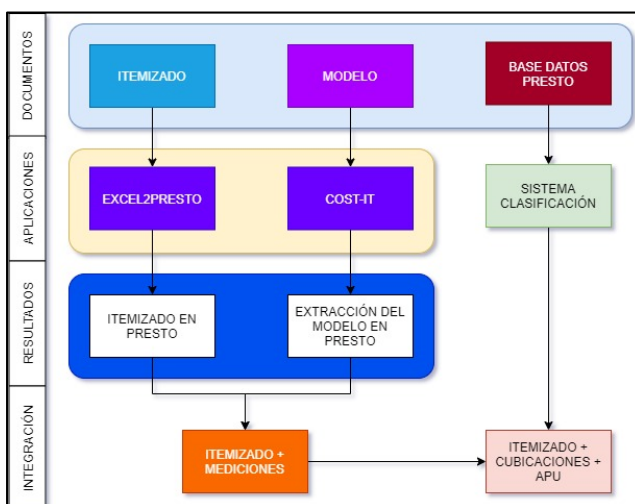 DOCUMENTOS
ITEMIZADO
MODELO
BASE DATOS
PRESTO
APLICACIONES
EXCEL2PRESTO
COST-IT
SISTEMA
CLASIFICACIÓN
RESULTADOS
ITEMIZADO EN
PRESTO
EXTRACCIÓN DEL
MODELO EN
PRESTO
INTEGRACIÓN
ITEMIZADO +
MEDICIONES
ITEMIZADO +
CUBICACIONES +
APU